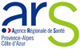 ars
Agence Régionale de Santé
Provence-Alpes
Côte d'Azur